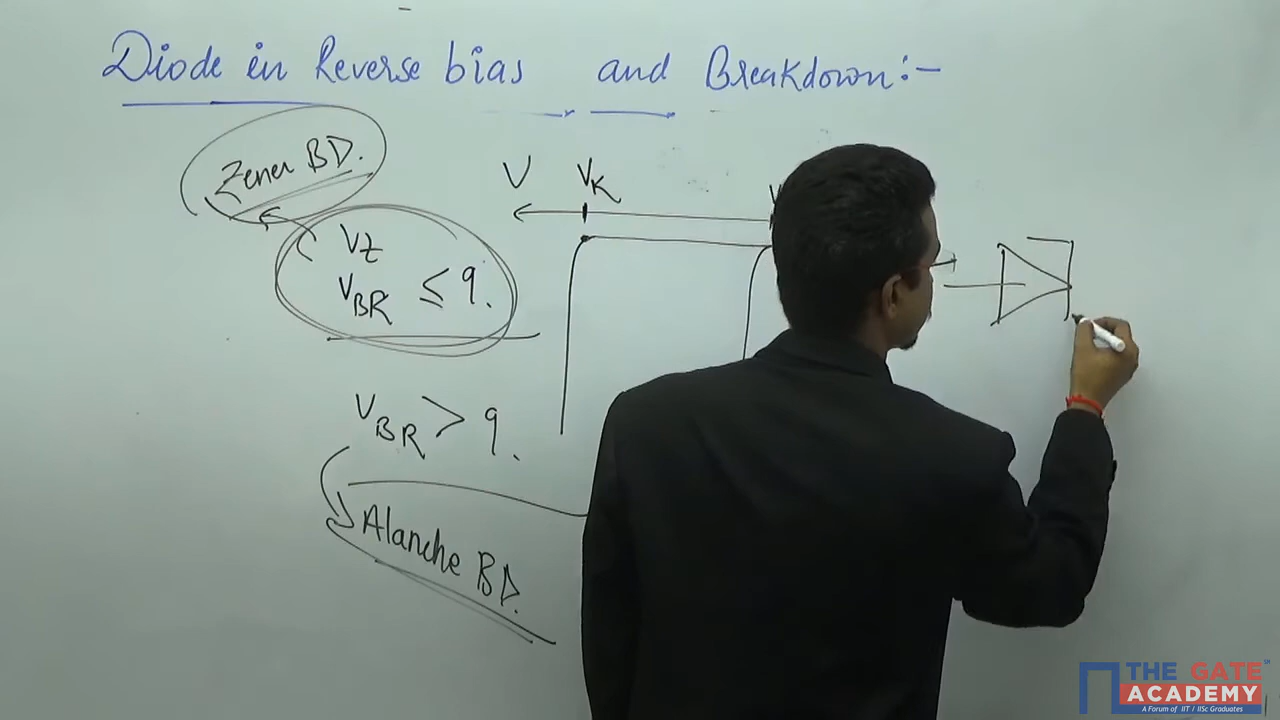 Diode in Reverse bias and Breakdown:-
Zener BD.
V VK
VZ
VBR ≤ 9.
VBR > 9.
Alanche BD.
THE GATE
ACADEMY
A Forum of IIT / IISc Graduates